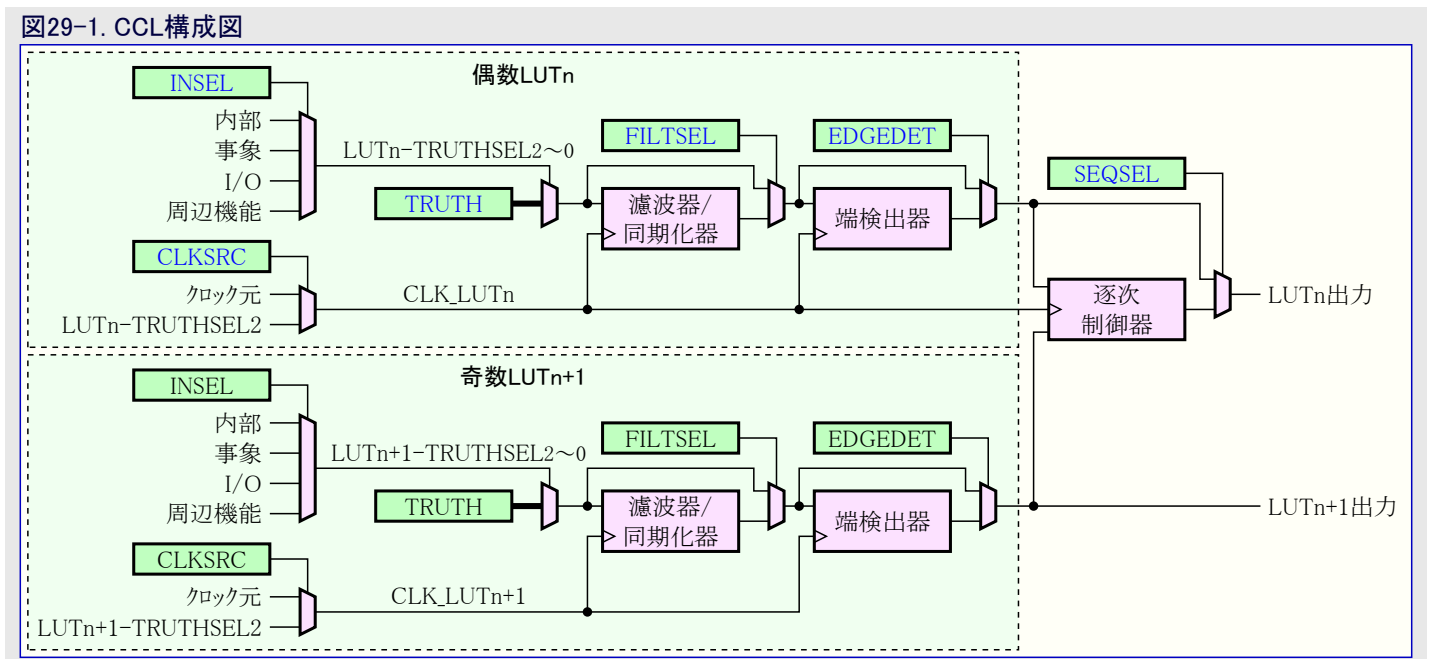 図29-1. CCL構成図
偶数LUTn
INSEL
内部
事象
I/O
周辺機能
LUTn-TRUTHSEL2～0
TRUTH
FILTSEL
濾波器/
同期化器
EDGEDET
端検出器
SEQSEL
CLKSRC
クロック元
LUTn-TRUTHSEL2
CLK_LUTn
逐次
制御器
LUTn出力
奇数LUTn+1
INSEL
内部
事象
I/O
周辺機能
LUTn+1-TRUTHSEL2～0
TRUTH
FILTSEL
濾波器/
同期化器
EDGEDET
端検出器
LUTn+1出力
CLKSRC
クロック元
LUTn+1-TRUTHSEL2
CLK_LUTn+1